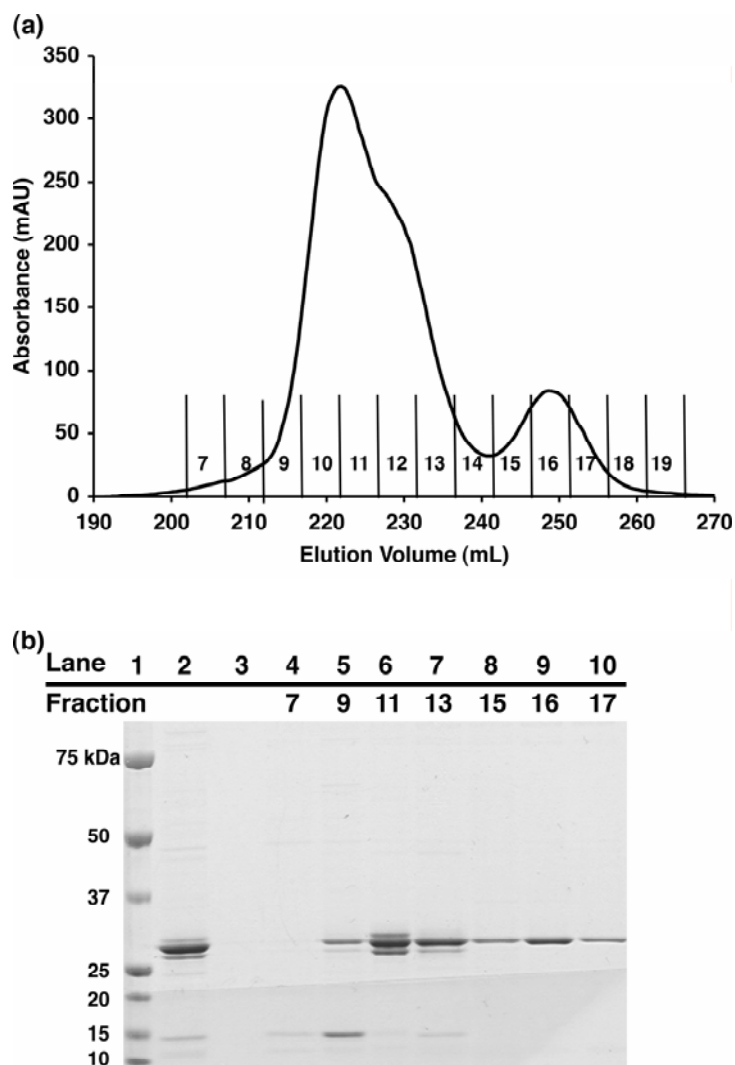 (a)
350
300
250
200
150
100
50
0
Absorbance (mAU)
7 8 9 10 11 12 13 14 15 16 17 18 19
190 200 210 220 230 240 250 260 270
Elution Volume (mL)
(b)
Lane 1 2 3 4 5 6 7 8 9 10
Fraction 7 9 11 13 15 16 17
75 kDa
50
37
25
20
15
10